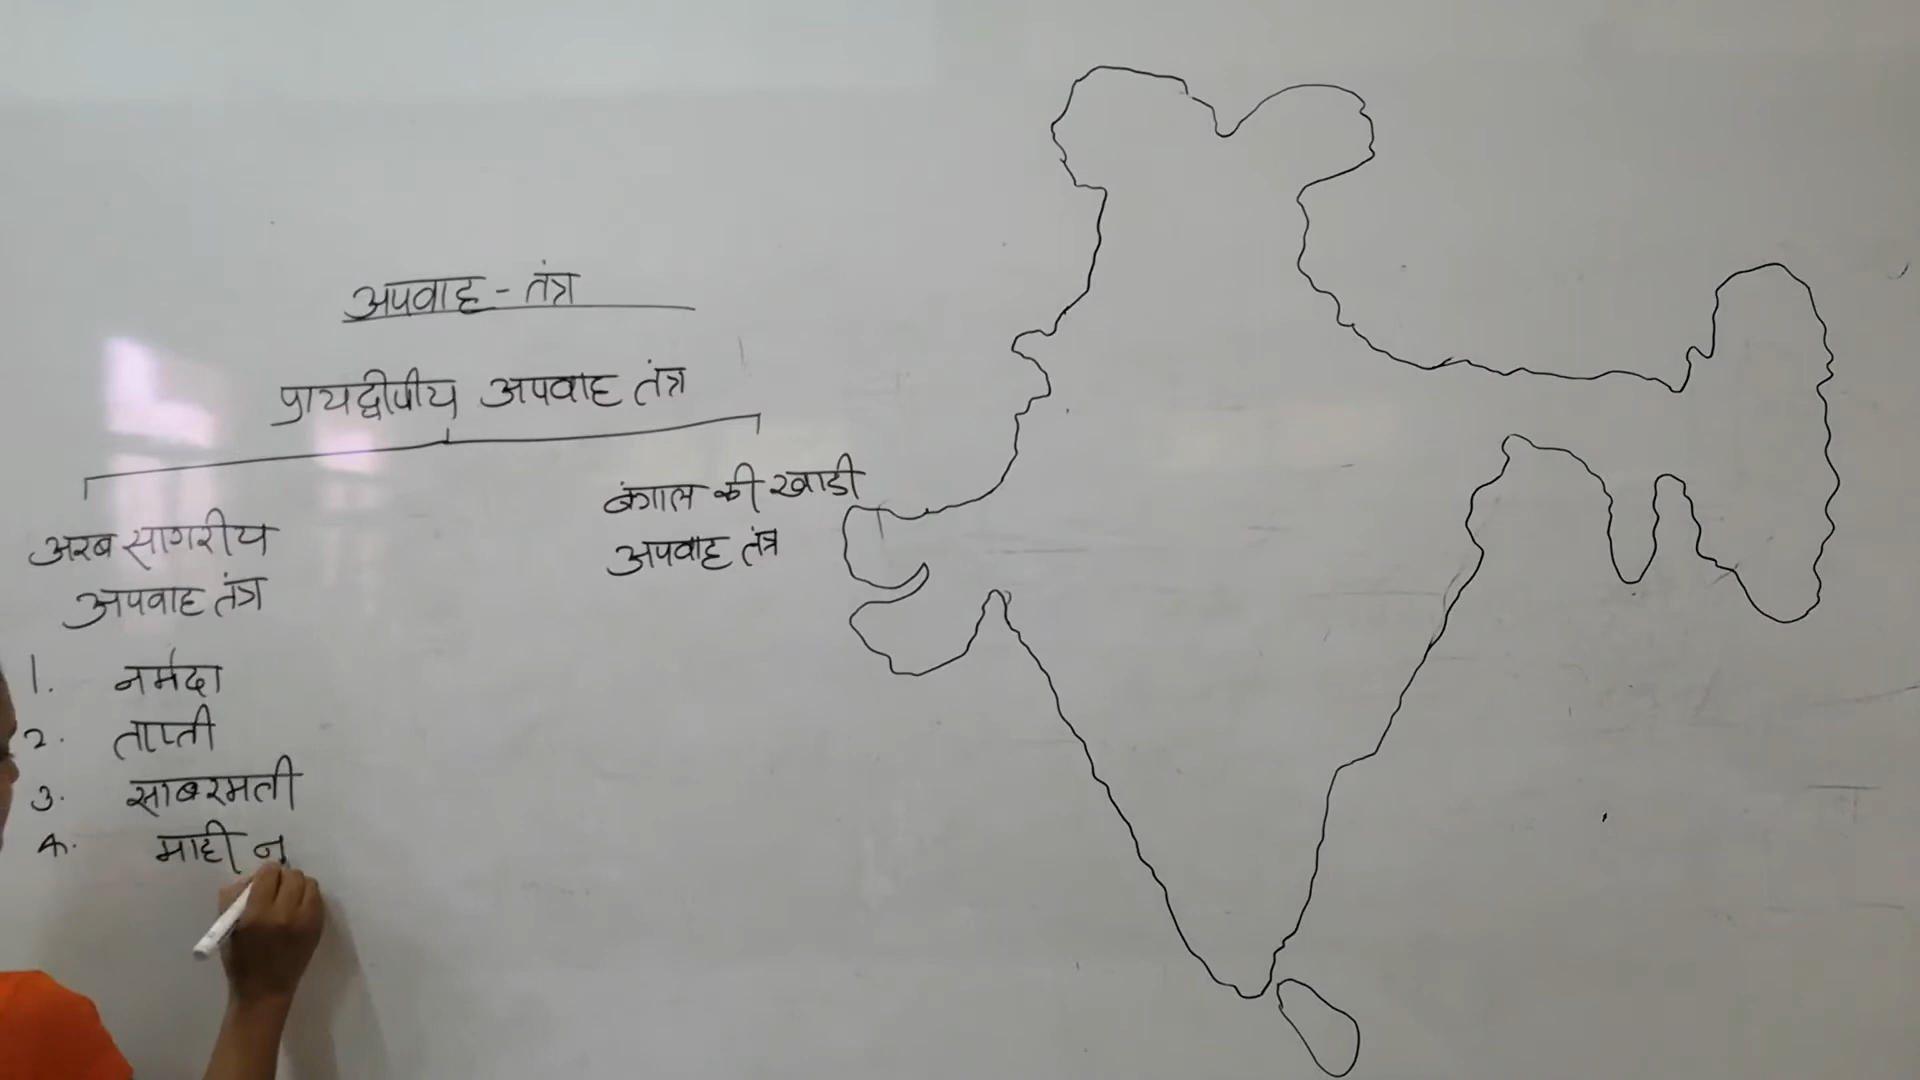 अपवाह - तंत्र
प्रायद्वीपीय अपवाह तंत्र
अरब सागरीय
अपवाह तंत्र
बंगाल की खाडी
अपवाह तंत्र
1. नर्मदा
2. ताप्ती
3. साबरमती
4. माही न